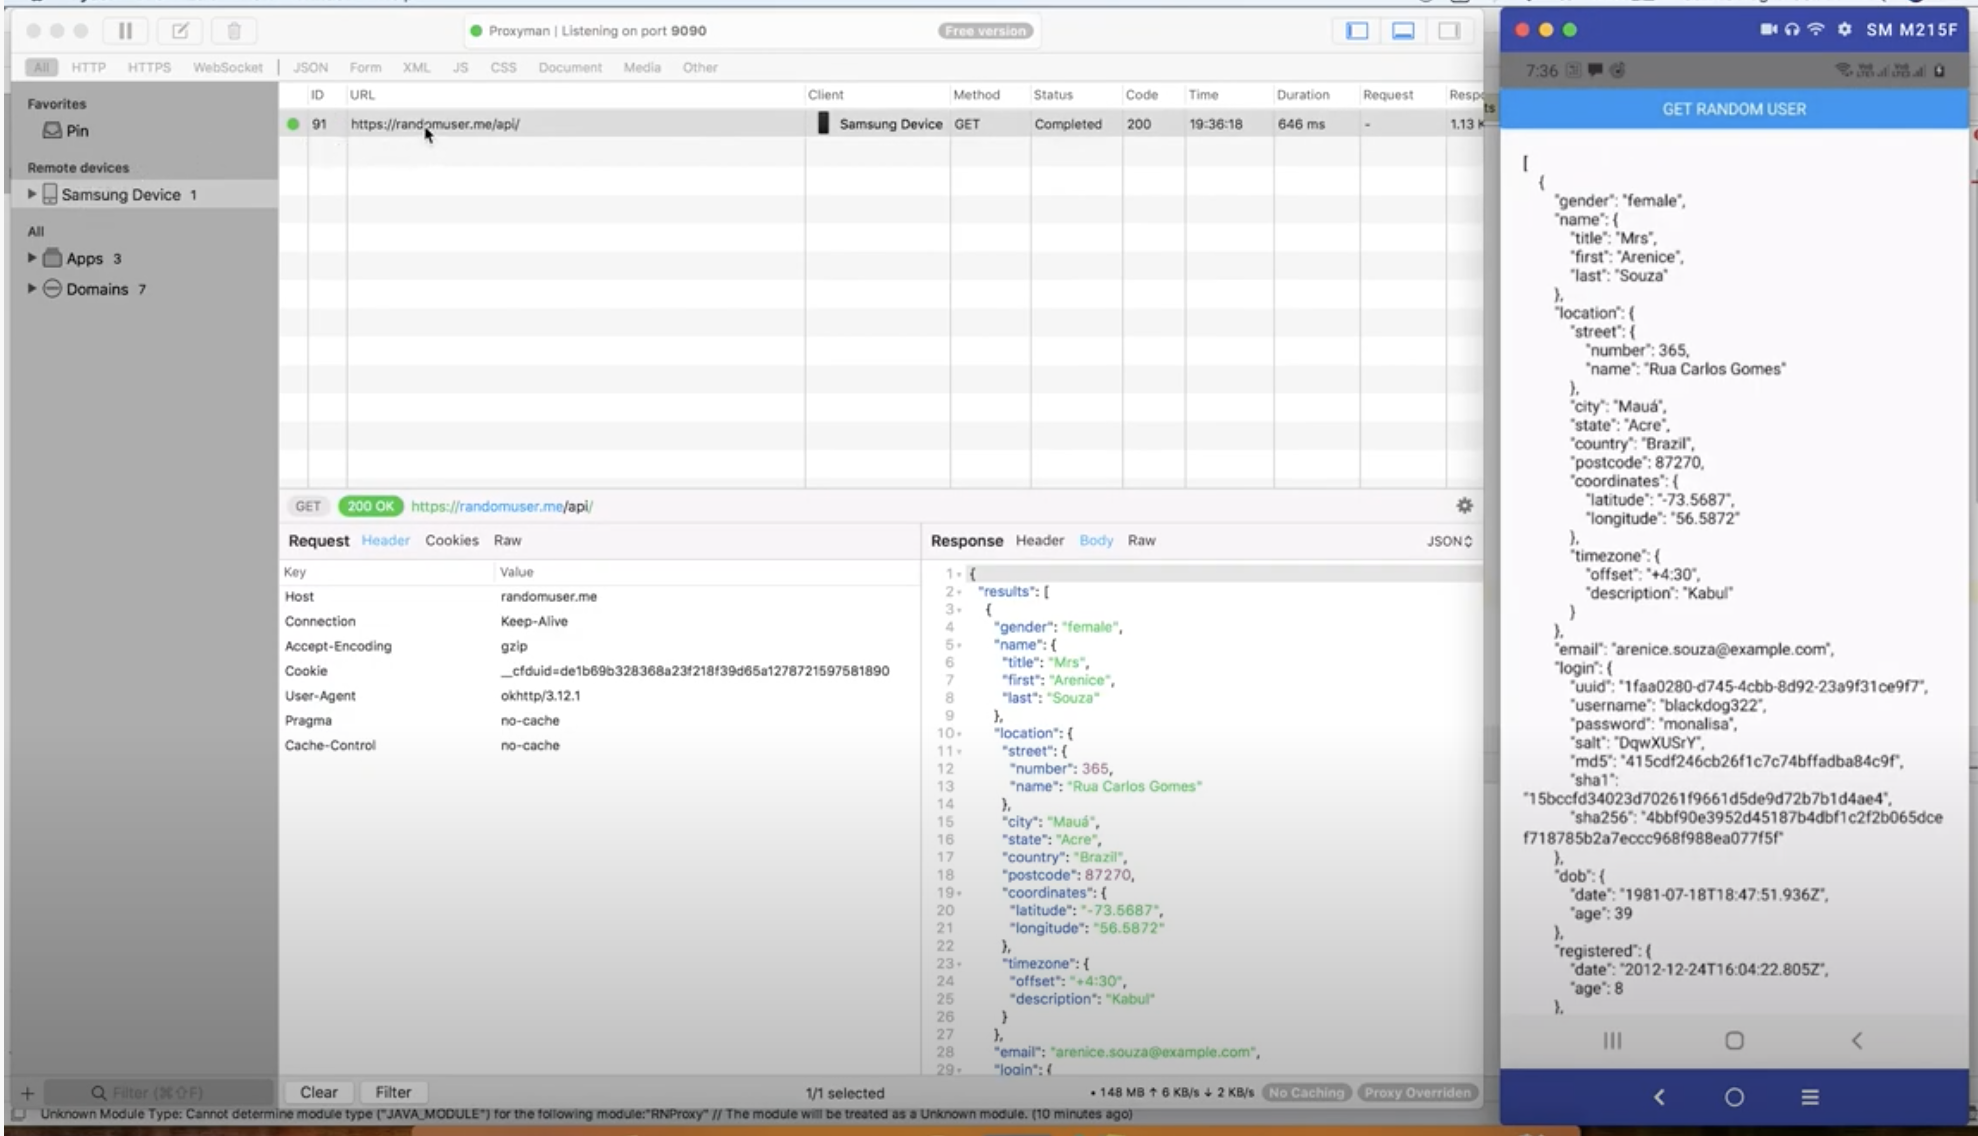 Proxyman | Listening on port 9090
Free version
All HTTP HTTPS WebSocket JSON Form XML JS CSS Document Media Other
Favorites
Pin
Remote devices
Samsung Device 1
All
Apps 3
Domains 7
Filter (⌘⇧F)
ID URL Client Method Status Code Time Duration Request Respo
91 https://randomuser.me/api/ Samsung Device GET Completed 200 19:36:18 646 ms - 1.13 K
GET 200 OK https://randomuser.me/api/
Request Header Cookies Raw
Key Value
Host randomuser.me
Connection Keep-Alive
Accept-Encoding gzip
Cookie __cfduid=de1b69b328368a23f218f39d65a1278721597581890
User-Agent okhttp/3.12.1
Pragma no-cache
Cache-Control no-cache
Response Header Body Raw JSON
1 {
2 "results": [
3 {
4 "gender": "female",
5 "name": {
6 "title": "Mrs",
7 "first": "Arenice",
8 "last": "Souza"
9 },
10 "location": {
11 "street": {
12 "number": 365,
13 "name": "Rua Carlos Gomes"
14 },
15 "city": "Mauá",
16 "state": "Acre",
17 "country": "Brazil",
18 "postcode": 87270,
19 "coordinates": {
20 "latitude": "-73.5687",
21 "longitude": "56.5872"
22 },
23 "timezone": {
24 "offset": "+4:30",
25 "description": "Kabul"
26 }
27 },
28 "email": "arenice.souza@example.com",
29 "login": {
Clear Filter 1/1 selected • 148 MB ↑ 6 KB/s ↓ 2 KB/s No Caching Proxy Overriden
Unknown Module Type: Cannot determine module type ("JAVA_MODULE") for the following module:"RNProxy" // The module will be treated as a Unknown module. (10 minutes ago)
ts
SM M215F
7:36
GET RANDOM USER
[
{
"gender": "female",
"name": {
"title": "Mrs",
"first": "Arenice",
"last": "Souza"
},
"location": {
"street": {
"number": 365,
"name": "Rua Carlos Gomes"
},
"city": "Mauá",
"state": "Acre",
"country": "Brazil",
"postcode": 87270,
"coordinates": {
"latitude": "-73.5687",
"longitude": "56.5872"
},
"timezone": {
"offset": "+4:30",
"description": "Kabul"
}
},
"email": "arenice.souza@example.com",
"login": {
"uuid": "1faa0280-d745-4cbb-8d92-23a9f31ce9f7",
"username": "blackdog322",
"password": "monalisa",
"salt": "DqwXUSrY",
"md5": "415cdf246cb26f1c7c74bffadba84c9f",
"sha1":
"15bccfd34023d70261f9661d5de9d72b7b1d4ae4",
"sha256": "4bbf90e3952d45187b4dbf1c2f2b065dce
f718785b2a7eccc968f988ea077f5f"
},
"dob": {
"date": "1981-07-18T18:47:51.936Z",
"age": 39
},
"registered": {
"date": "2012-12-24T16:04:22.805Z",
"age": 8
},